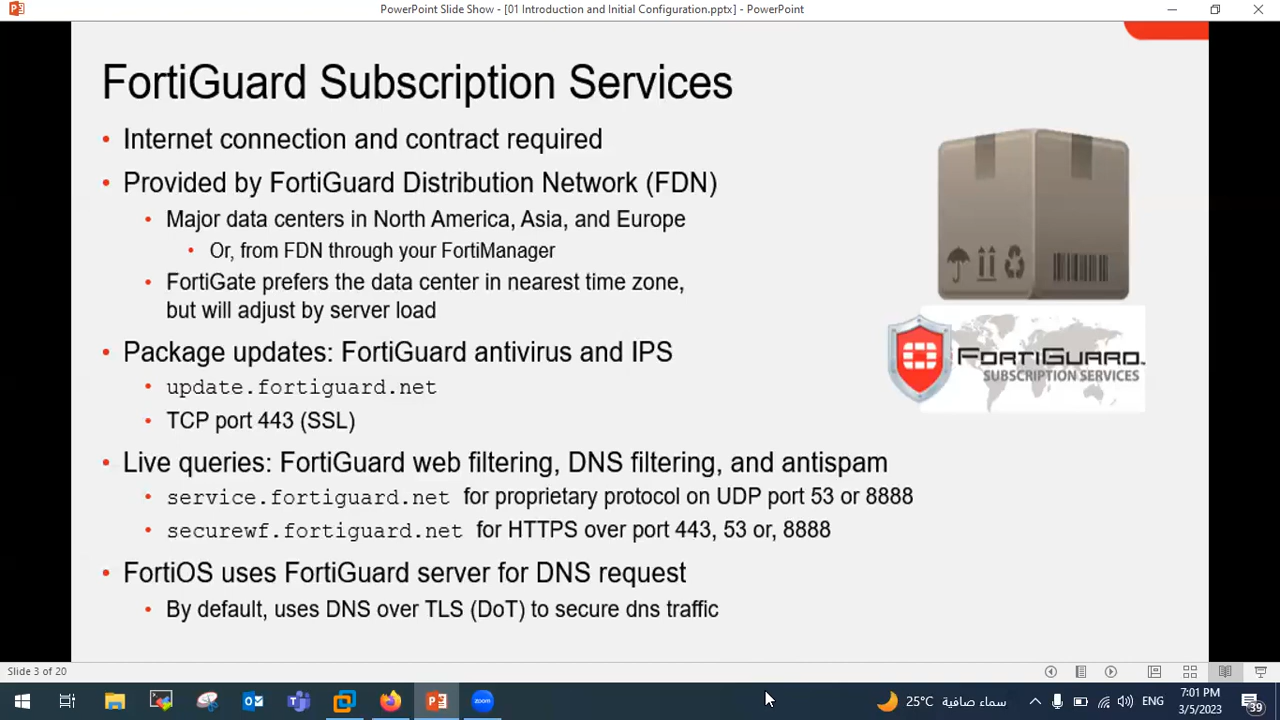 PowerPoint Slide Show - [01 Introduction and Initial Configuration.pptx] - PowerPoint
FortiGuard Subscription Services
• Internet connection and contract required
• Provided by FortiGuard Distribution Network (FDN)
• Major data centers in North America, Asia, and Europe
• Or, from FDN through your FortiManager
• FortiGate prefers the data center in nearest time zone,
but will adjust by server load
• Package updates: FortiGuard antivirus and IPS
• update.fortiguard.net
• TCP port 443 (SSL)
• Live queries: FortiGuard web filtering, DNS filtering, and antispam
• service.fortiguard.net for proprietary protocol on UDP port 53 or 8888
• securewf.fortiguard.net for HTTPS over port 443, 53 or, 8888
• FortiOS uses FortiGuard server for DNS request
• By default, uses DNS over TLS (DoT) to secure dns traffic
FORTIGUARD.
SUBSCRIPTION SERVICES
Slide 3 of 20
zoom
25°C سماء صافية
ENG
7:01 PM
3/5/2023
39